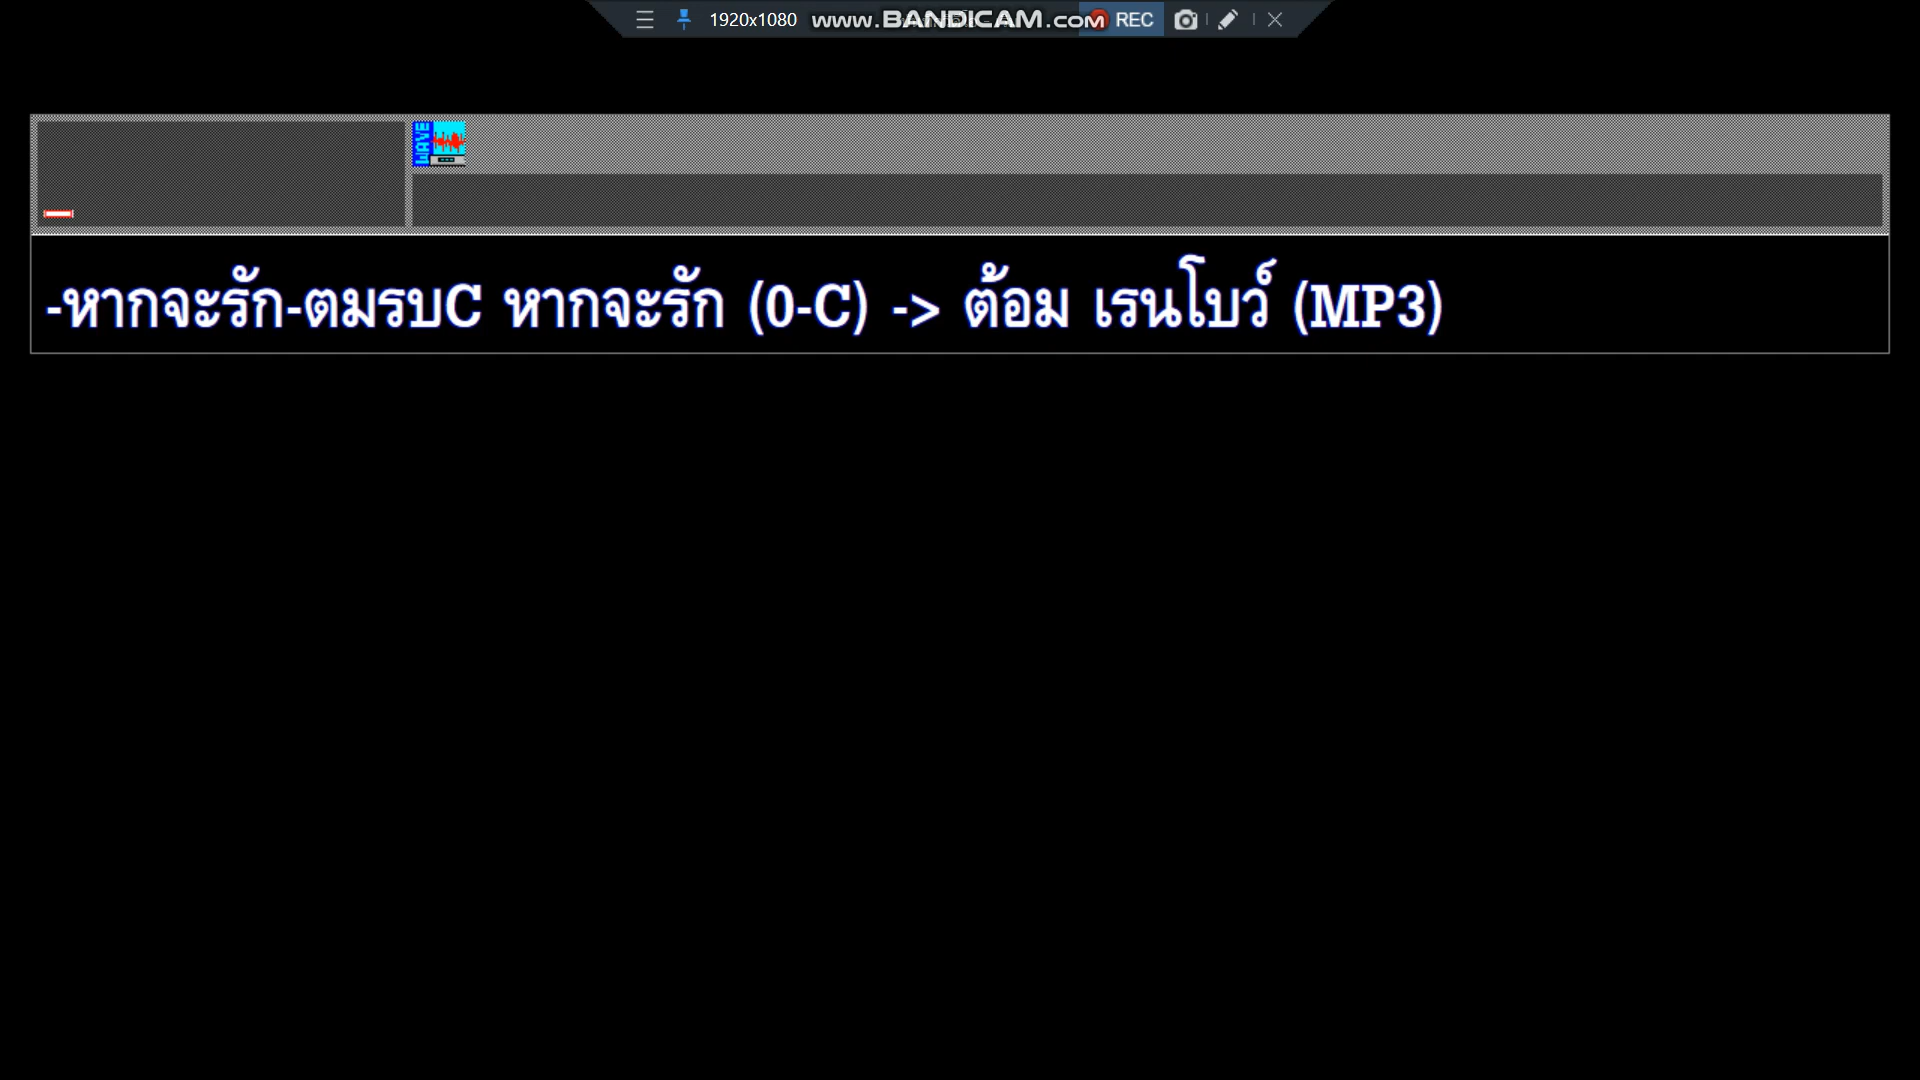 1920x1080 www.BANDICAM.com REC
WAVE
-หากจะรัก-ตมรบC หากจะรัก (0-C) -> ต้อม เรนโบว์ (MP3)